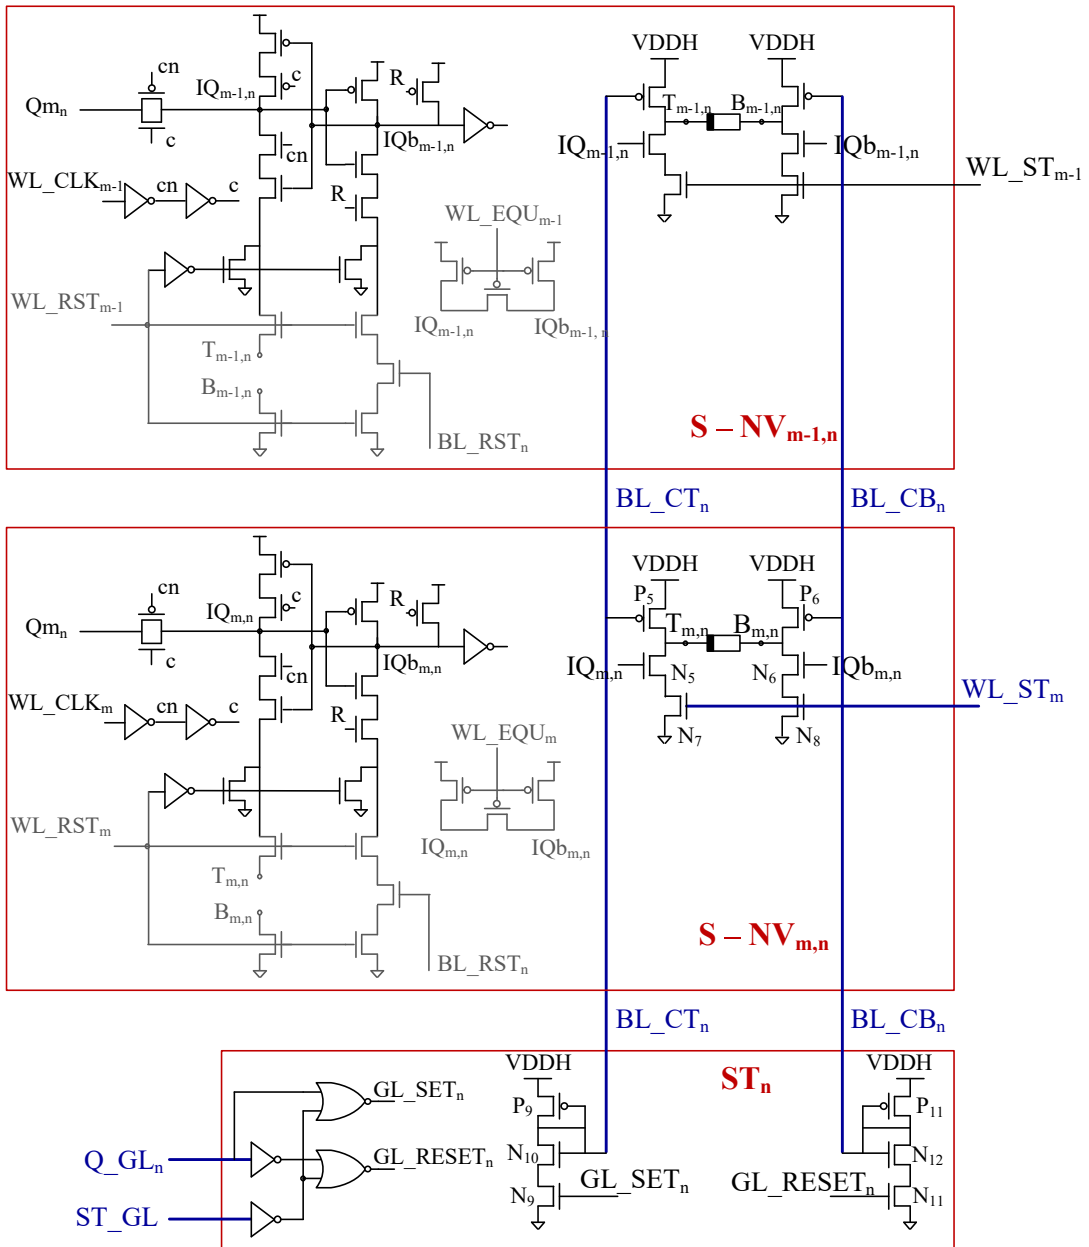 VDDH VDDH
cn
IQm-1,n c R
Qmn
Tm-1,n Bm-1,n
c cn IQbm-1,n
IQm-1,n IQbm-1,n
WL_CLKm-1 cn c
WL_STm-1
R
WL_EQUm-1
WL_RSTm-1
IQm-1,n IQbm-1, n
Tm-1,n
Bm-1,n
S – NVm-1,n
BL_RSTn
BL_CTn BL_CBn
VDDH VDDH
cn
P5 P6
IQm,n c R
Qmn
Tm,n Bm,n
c cn IQbm,n
IQm,n N5 N6 IQbm,n
WL_CLKm cn c
WL_STm
R
N7 N8
WL_EQUm
WL_RSTm
IQm,n IQbm,n
Tm,n
Bm,n
S – NVm,n
BL_RSTn
BL_CTn BL_CBn
VDDH STn VDDH
GL_SETn
P9 P11
Q_GLn GL_RESETn
N10 N12
GL_SETn GL_RESETn
N9 N11
ST_GL